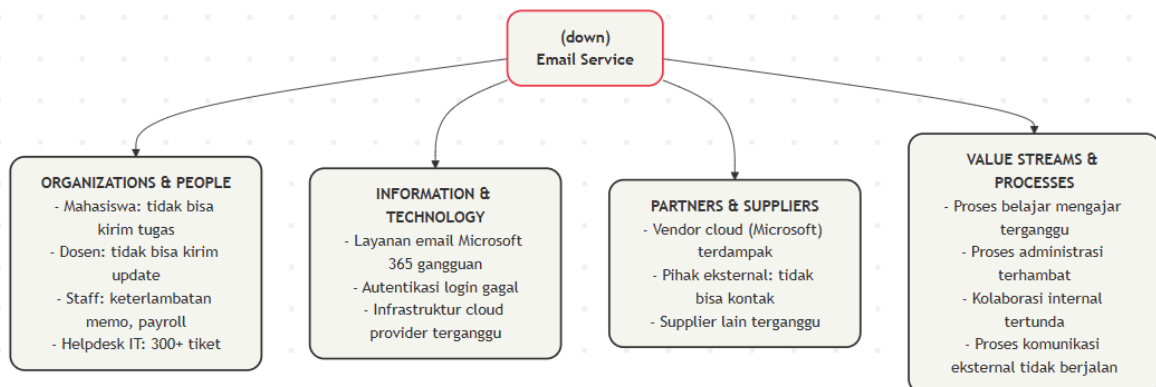 (down)
Email Service
ORGANIZATIONS & PEOPLE
- Mahasiswa: tidak bisa
kirim tugas
- Dosen: tidak bisa kirim
update
- Staff: keterlambatan
memo, payroll
- Helpdesk IT: 300+ tiket
INFORMATION &
TECHNOLOGY
- Layanan email Microsoft
365 gangguan
- Autentikasi login gagal
- Infrastruktur cloud
provider terganggu
PARTNERS & SUPPLIERS
- Vendor cloud (Microsoft)
terdampak
- Pihak eksternal: tidak
bisa kontak
- Supplier lain terganggu
VALUE STREAMS &
PROCESSES
- Proses belajar mengajar
terganggu
- Proses administrasi
terhambat
- Kolaborasi internal
tertunda
- Proses komunikasi
eksternal tidak berjalan